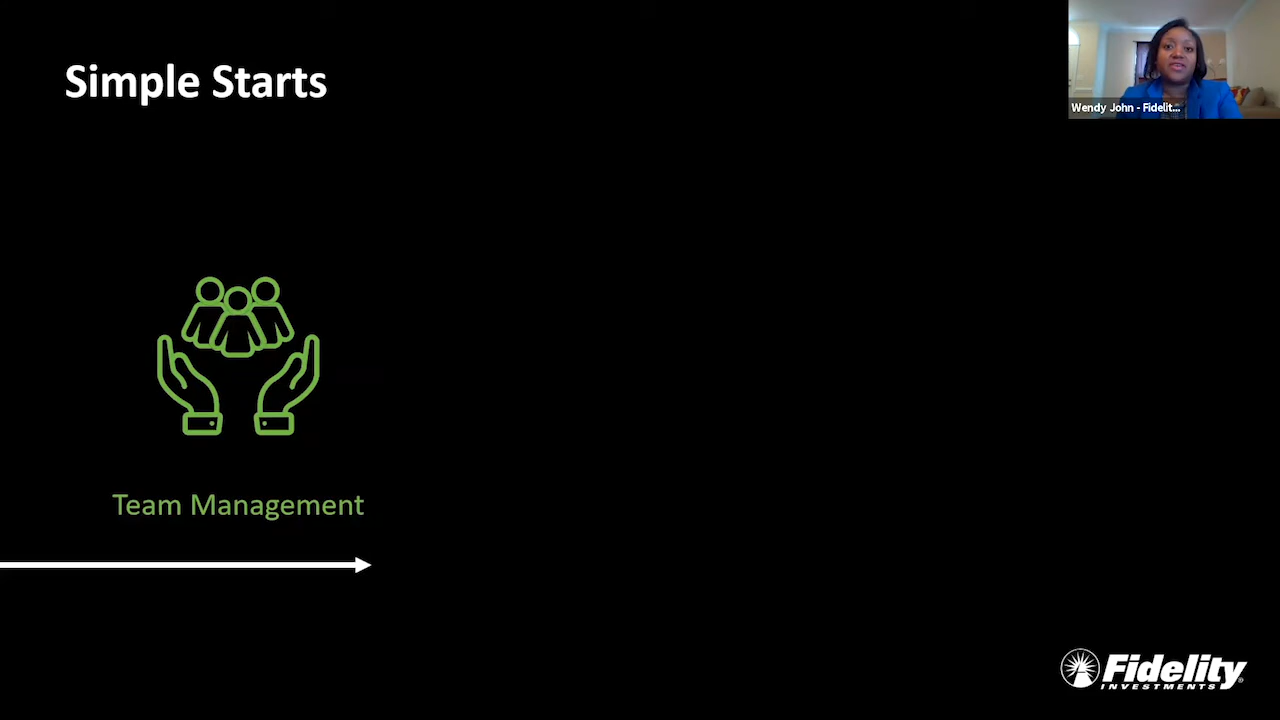 Simple Starts
Wendy John - Fidelit...
Team Management
Fidelity
INVESTMENTS